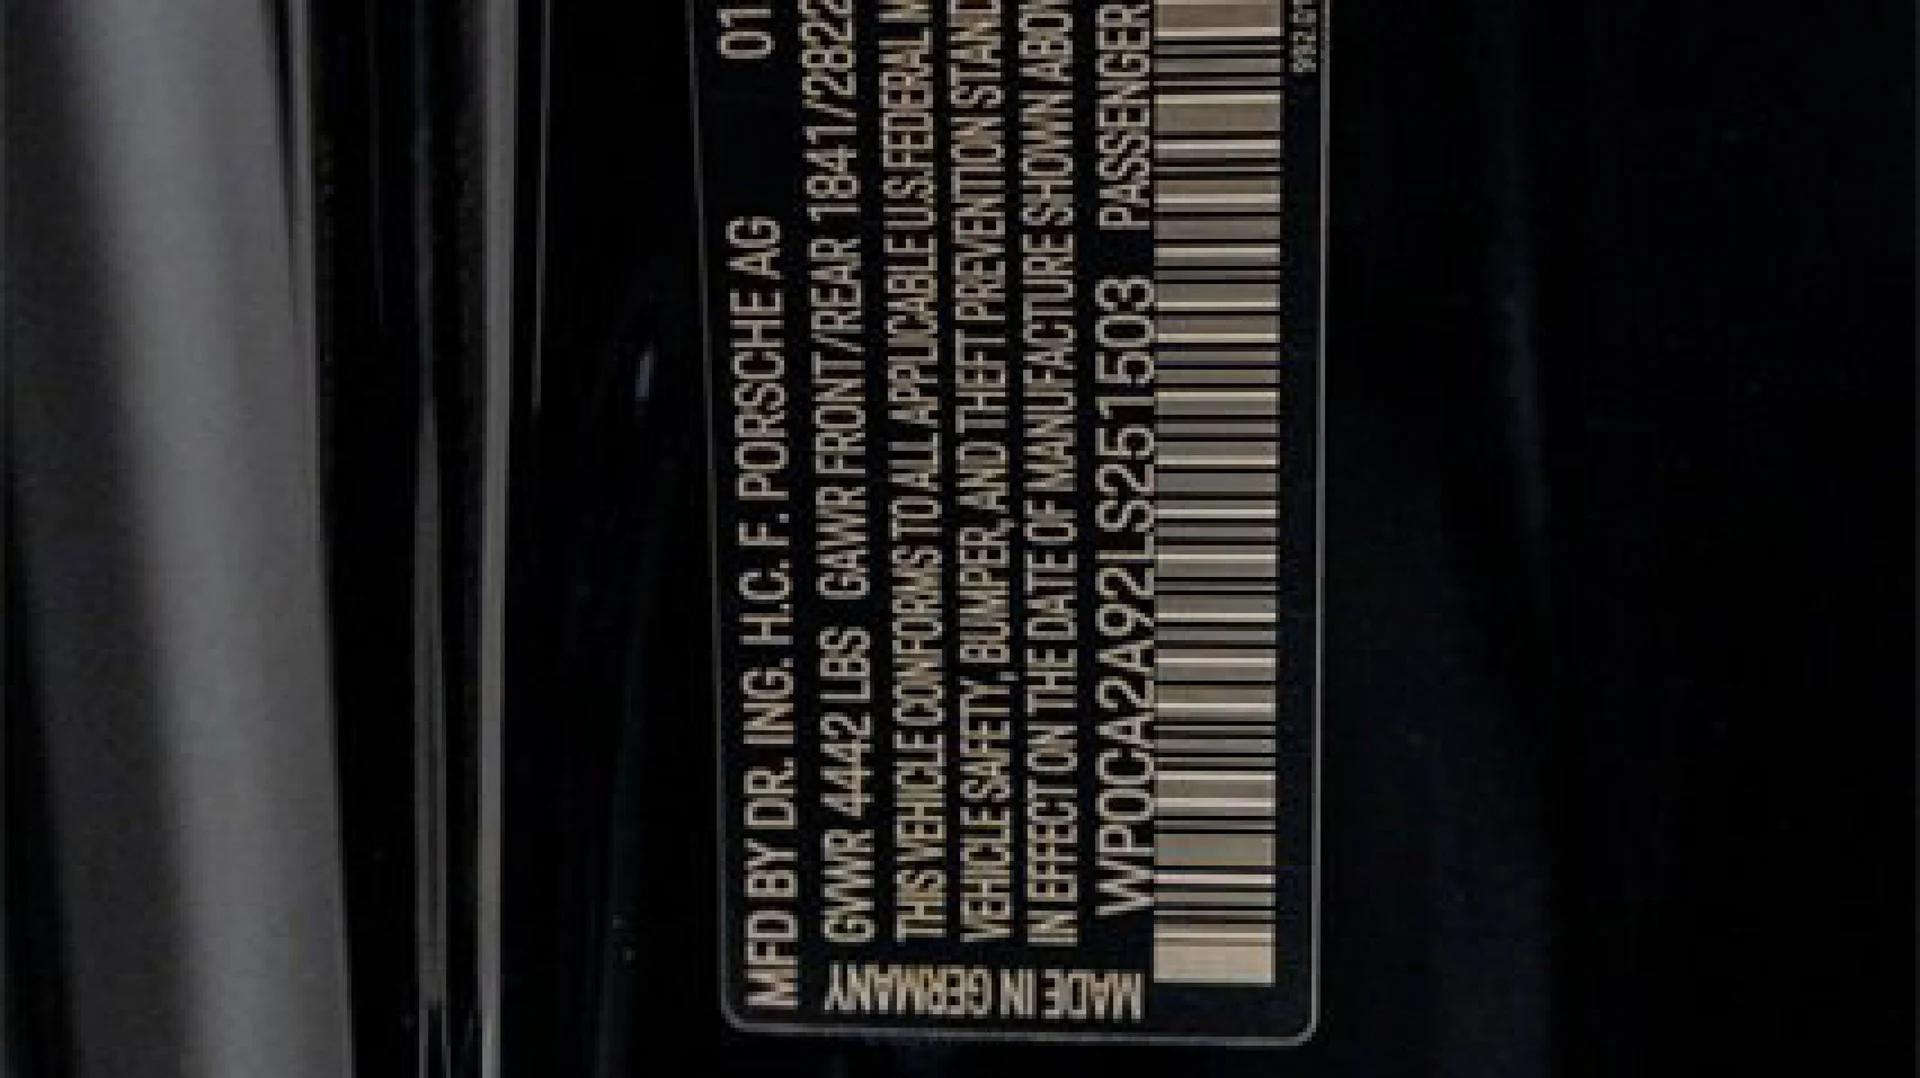 MFD BY DR. ING. H.C. F. PORSCHE AG 01
GVWR 4442 LBS GAWR FRONT/REAR 1841/2822
THIS VEHICLE CONFORMS TO ALL APPLICABLE US FEDERAL M
VEHICLE SAFETY, BUMPER, AND THEFT PREVENTION STAND
IN EFFECT ON THE DATE OF MANUFACTURE SHOWN ABOV
WP0CA2A92LS251503 PASSENGER
MADE IN GERMANY